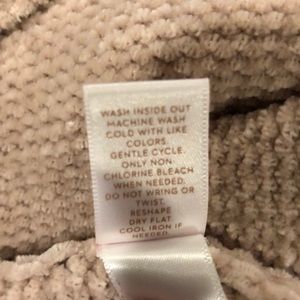 WASH INSIDE OUT
MACHINE WASH
COLD WITH LIKE
COLORS.
GENTLE CYCLE.
ONLY NON
CHLORINE BLEACH
WHEN NEEDED.
DO NOT WRING OR
TWIST.
RESHAPE
DRY FLAT.
COOL IRON IF
NEEDED.